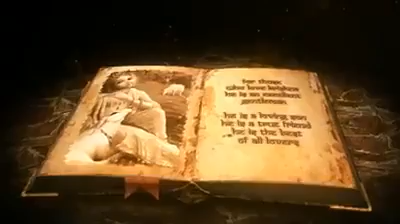 for those
who love krishna
he is an excellent
gentleman
he is a loving son
he is a true friend
he is the best
of all lovers